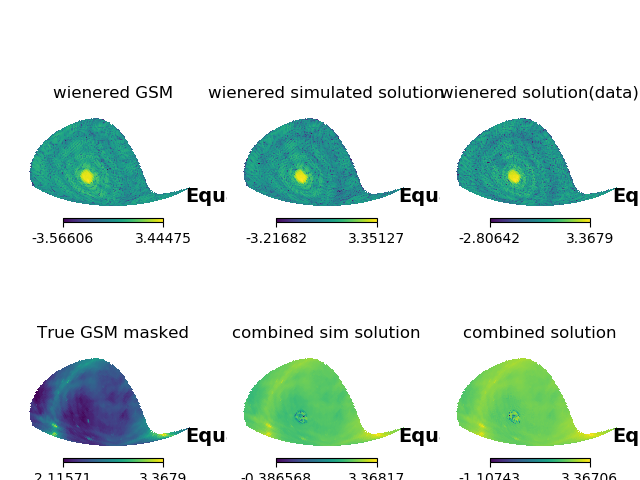 wienered GSM
wienered simulated solution
wienered solution(data)
Equ
Equ
Eq
-3.56606 3.44475
-3.21682 3.35127
-2.80642 3.3679
True GSM masked
combined sim solution
combined solution
Equ
Equ
Eq
2.11571 3.3679
-0.386568 3.36817
-1.10743 3.36706